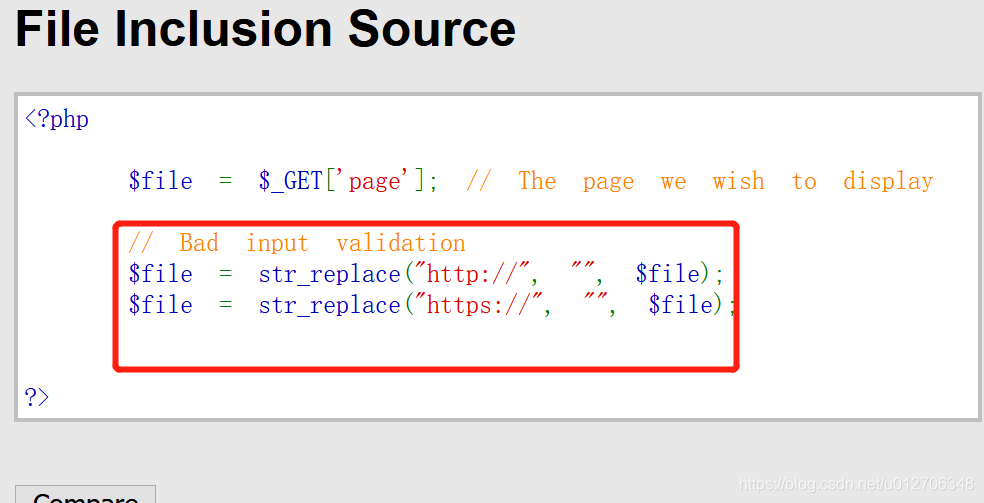 File Inclusion Source
<?php
$file = $_GET['page']; // The page we wish to display
// Bad input validation
$file = str_replace("http://", "", $file);
$file = str_replace("https://", "", $file);
?>
Compare
https://blog.csdn.net/u012706348